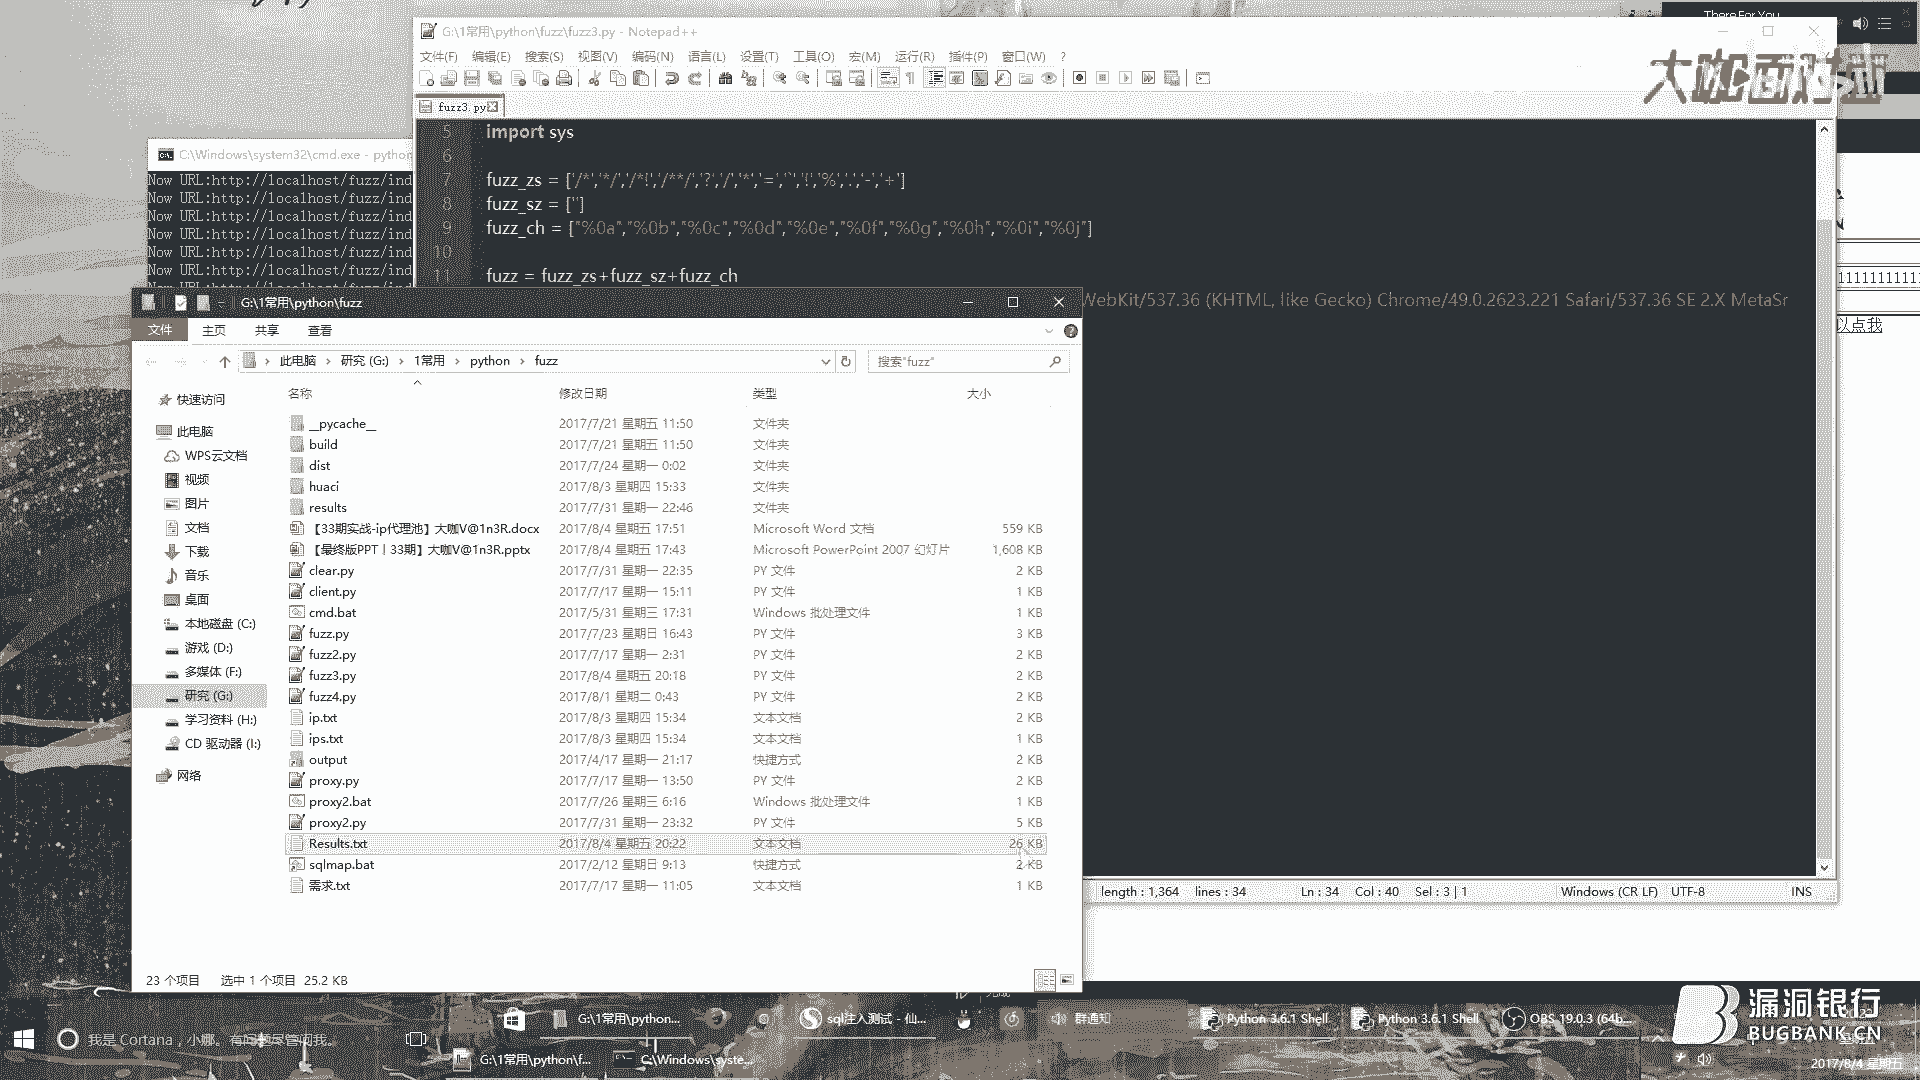 There For You
G:\1常用\python\fuzz\fuzz3.py - Notepad++
文件(F) 编辑(E) 搜索(S) 视图(V) 编码(N) 语言(L) 设置(T) 工具(O) 宏(M) 运行(R) 插件(P) 窗口(W) ?
大咖面对面
fuzz3.py
5 import sys
6
7 fuzz_zs = ['/*','*/','/*!','/**/','?','/','*','=','`','!','%','.','-','+']
8 fuzz_sz = ['']
9 fuzz_ch = ["%0a","%0b","%0c","%0d","%0e","%0f","%0g","%0h","%0i","%0j"]
10
11 fuzz = fuzz_zs+fuzz_sz+fuzz_ch
WebKit/537.36 (KHTML, like Gecko) Chrome/49.0.2623.221 Safari/537.36 SE 2.X MetaSr
以点我
C:\Windows\system32\cmd.exe - python
Now URL:http://localhost/fuzz/ind
Now URL:http://localhost/fuzz/ind
Now URL:http://localhost/fuzz/ind
Now URL:http://localhost/fuzz/ind
Now URL:http://localhost/fuzz/ind
Now URL:http://localhost/fuzz/ind
G:\1常用\python\fuzz
文件 主页 共享 查看
此电脑 › 研究 (G:) › 1常用 › python › fuzz
搜索"fuzz"
名称 修改日期 类型 大小
快速访问
此电脑
WPS云文档
视频
图片
文档
下载
音乐
桌面
本地磁盘 (C:)
游戏 (D:)
多媒体 (F:)
研究 (G:)
学习资料 (H:)
CD 驱动器 (I:)
网络
__pycache__ 2017/7/21 星期五 11:50 文件夹
build 2017/7/21 星期五 11:50 文件夹
dist 2017/7/24 星期一 0:02 文件夹
huaci 2017/8/3 星期四 15:33 文件夹
results 2017/7/31 星期一 22:46 文件夹
【33期实战-ip代理池】大咖V@1n3R.docx 2017/8/4 星期五 17:51 Microsoft Word 文档 559 KB
【最终版PPT丨33期】大咖V@1n3R.pptx 2017/8/4 星期五 17:43 Microsoft PowerPoint 2007 幻灯片 1,608 KB
clear.py 2017/7/31 星期一 22:35 PY 文件 2 KB
client.py 2017/7/17 星期一 15:11 PY 文件 1 KB
cmd.bat 2017/5/31 星期三 17:31 Windows 批处理文件 1 KB
fuzz.py 2017/7/23 星期日 16:43 PY 文件 3 KB
fuzz2.py 2017/7/17 星期一 2:31 PY 文件 2 KB
fuzz3.py 2017/8/4 星期五 20:18 PY 文件 2 KB
fuzz4.py 2017/8/1 星期二 0:43 PY 文件 2 KB
ip.txt 2017/8/3 星期四 15:34 文本文档 2 KB
ips.txt 2017/8/3 星期四 15:34 文本文档 1 KB
output 2017/4/17 星期一 21:17 快捷方式 2 KB
proxy.py 2017/7/17 星期一 13:50 PY 文件 2 KB
proxy2.bat 2017/7/26 星期三 6:16 Windows 批处理文件 1 KB
proxy2.py 2017/7/31 星期一 23:32 PY 文件 5 KB
Results.txt 2017/8/4 星期五 20:22 文本文档 26 KB
sqlmap.bat 2017/2/12 星期日 9:13 快捷方式 2 KB
需求.txt 2017/7/17 星期一 11:05 文本文档 1 KB
23 个项目 选中 1 个项目 25.2 KB
length : 1,364 lines : 34 Ln : 34 Col : 40 Sel : 3 | 1 Windows (CR LF) UTF-8 INS
我是 Cortana，小娜。有问题尽管问我。
G:\1常用\python...
sql注入测试 - 仙...
群通知
Python 3.6.1 Shell
Python 3.6.1 Shell
OBS 19.0.3 (64b...
G:\1常用\python\f...
C:\Windows\syste...
漏洞银行
BUGBANK.CN
2017/8/4 星期五